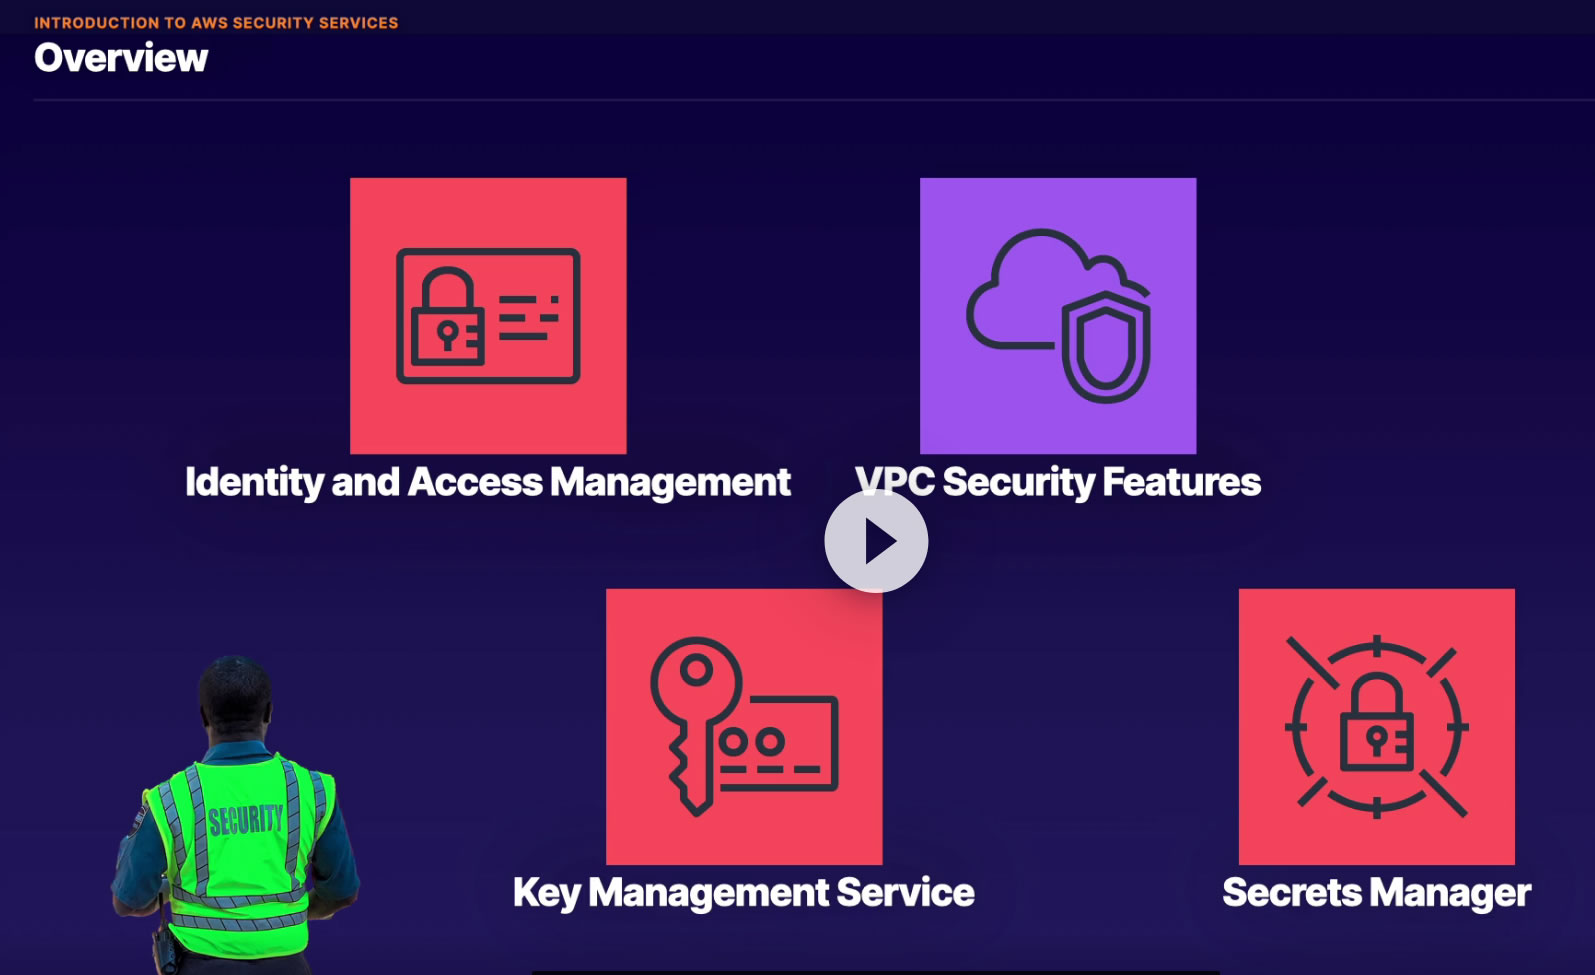 INTRODUCTION TO AWS SECURITY SERVICES
Overview
Identity and Access Management
VPC Security Features
SECURITY
Key Management Service
Secrets Manager